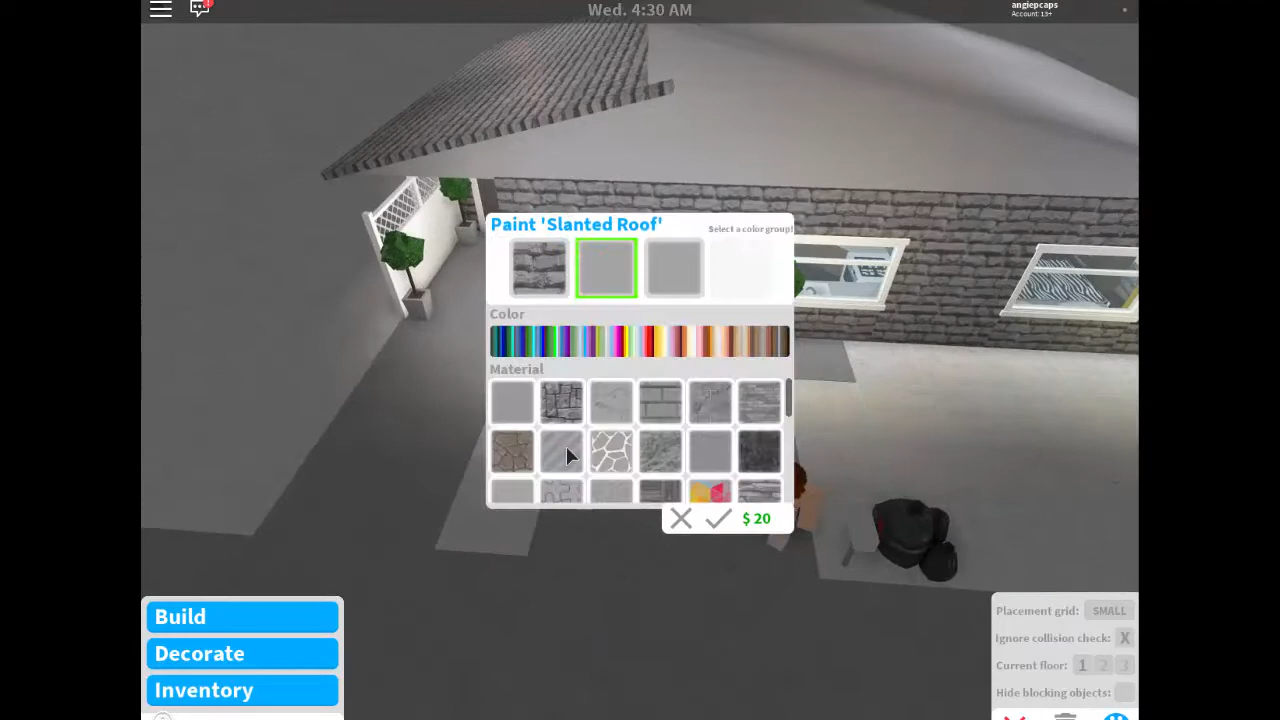 Wed. 4:30 AM
angiepcaps
Account: 13+
Paint 'Slanted Roof'
Select a color group!
Color
Material
$ 20
Build
Decorate
Inventory
Placement grid: SMALL
Ignore collision check: X
Current floor: 1 2 3
Hide blocking objects: